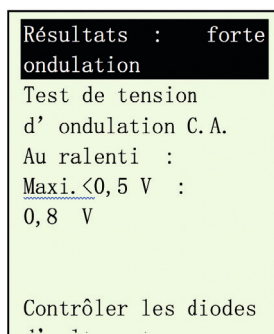 Résultats : forte
ondulation
Test de tension
d’ ondulation C.A.
Au ralenti :
Maxi.<0,5 V :
0,8 V
Contrôler les diodes